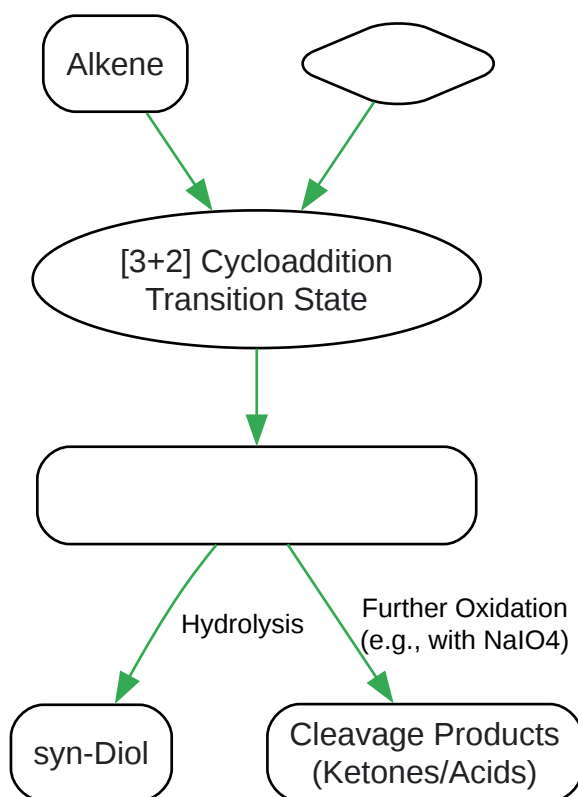 Alkene
[3+2] Cycloaddition
Transition State
Hydrolysis
Further Oxidation
(e.g., with NaIO4)
syn-Diol
Cleavage Products
(Ketones/Acids)